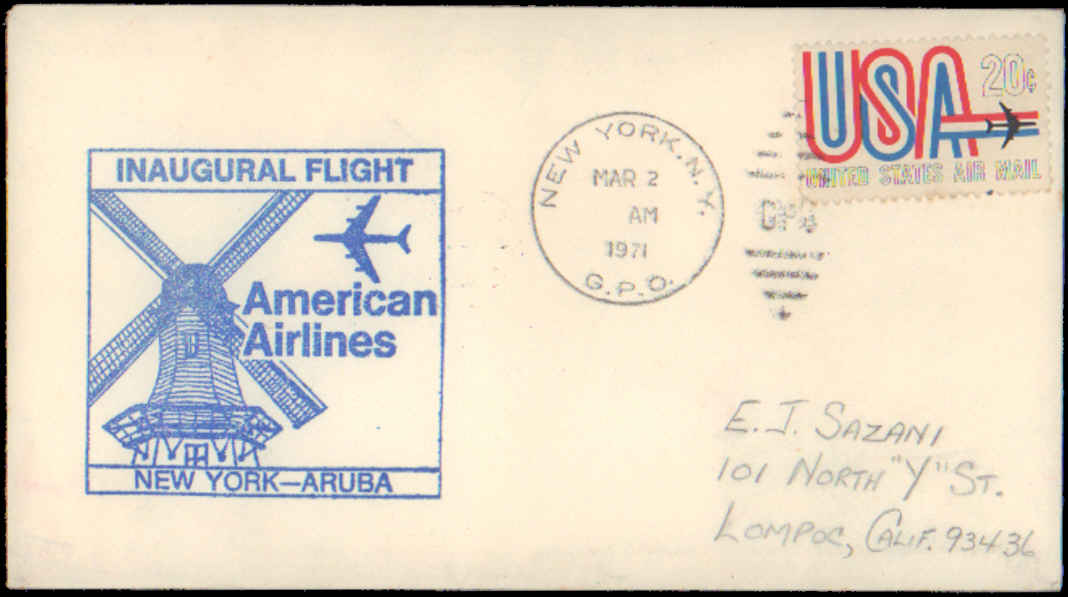 INAUGURAL FLIGHT
American
Airlines
NEW YORK—ARUBA
NEW YORK, N.Y.
MAR 2
AM
1971
G.P.O.
USA 20¢
UNITED STATES AIR MAIL
E. J. SAZANI
101 NORTH "Y" ST.
LOMPOC, CALIF. 93436